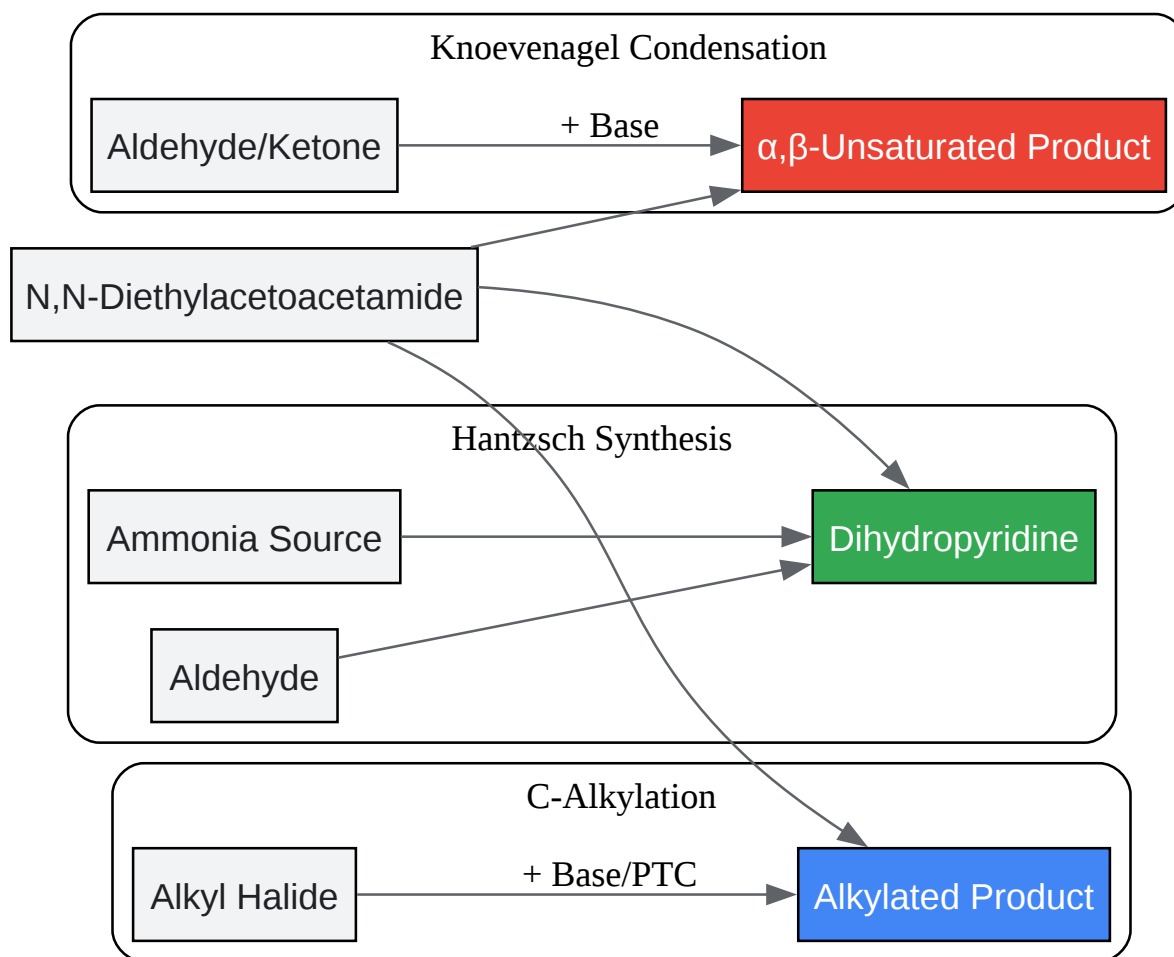 Knoevenagel Condensation
Aldehyde/Ketone
+ Base
α,β-Unsaturated Product
N,N-Diethylacetoacetamide
Hantzsch Synthesis
Ammonia Source
Dihydropyridine
Aldehyde
C-Alkylation
Alkyl Halide
+ Base/PTC
Alkylated Product